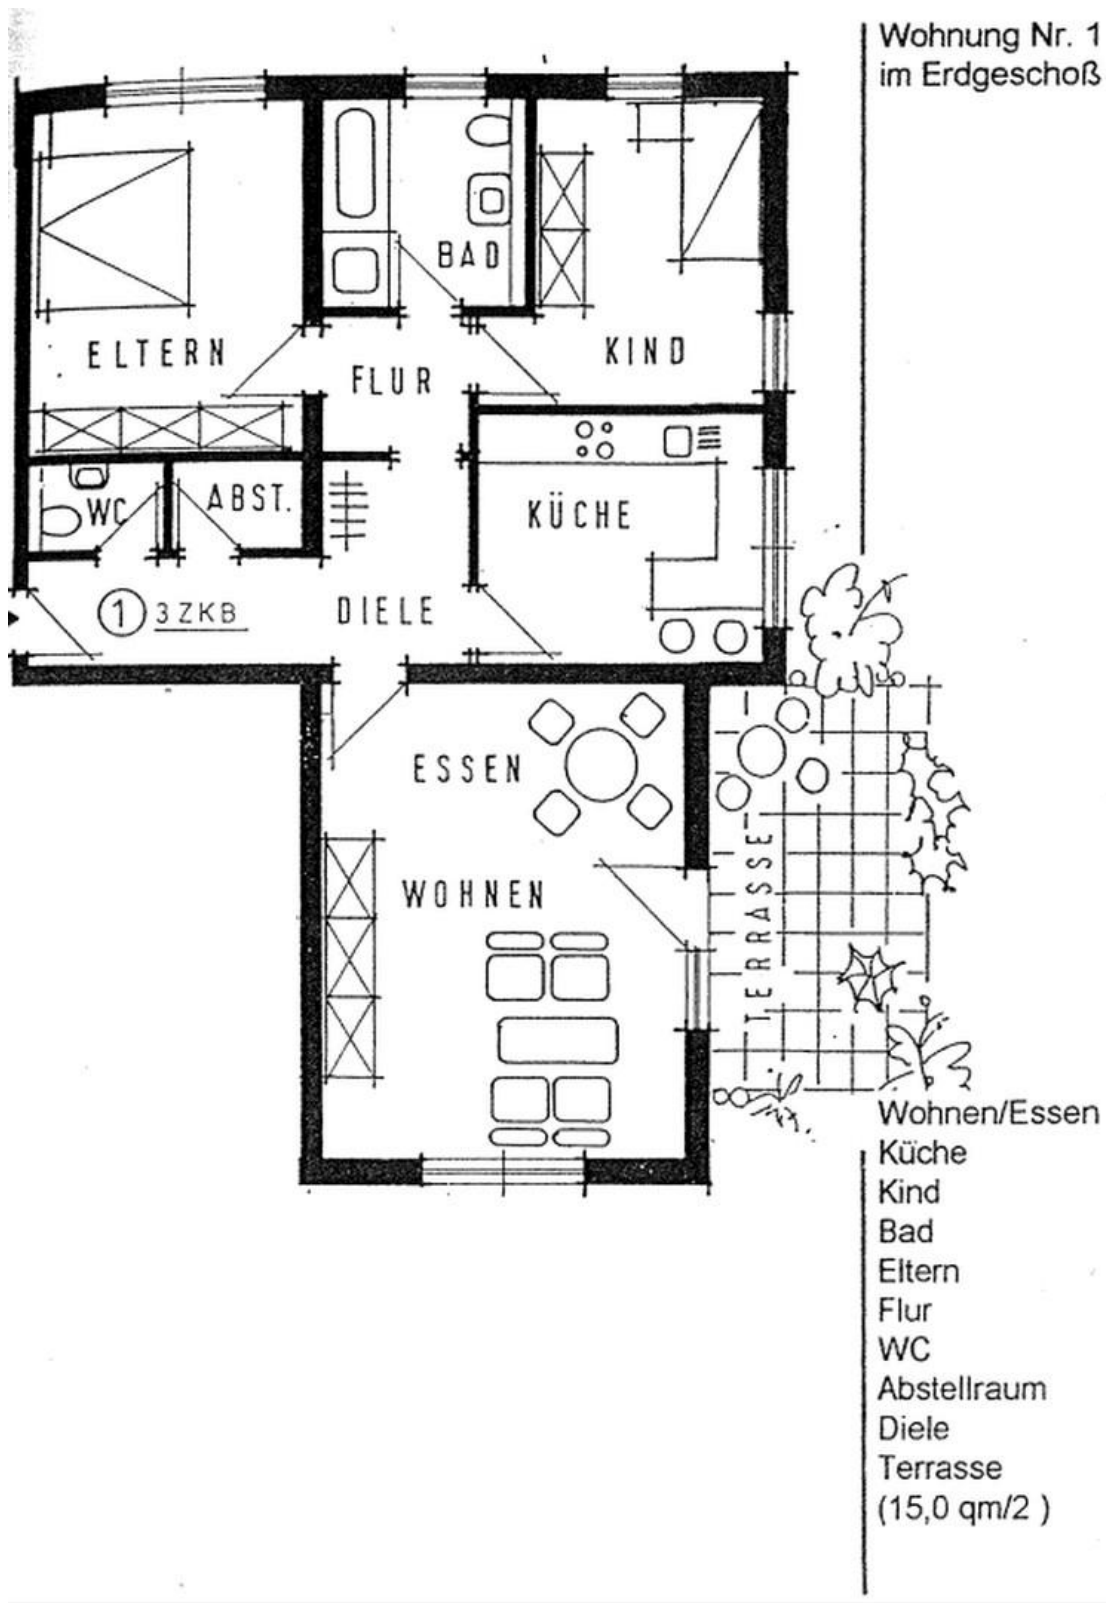 Wohnung Nr. 1
im Erdgeschoß
BAD
ELTERN
FLUR
KIND
WC
ABST.
KÜCHE
1 3 ZKB
DIELE
ESSEN
WOHNEN
TERRASSE
Wohnen/Essen
Küche
Kind
Bad
Eltern
Flur
WC
Abstellraum
Diele
Terrasse
(15,0 qm/2 )